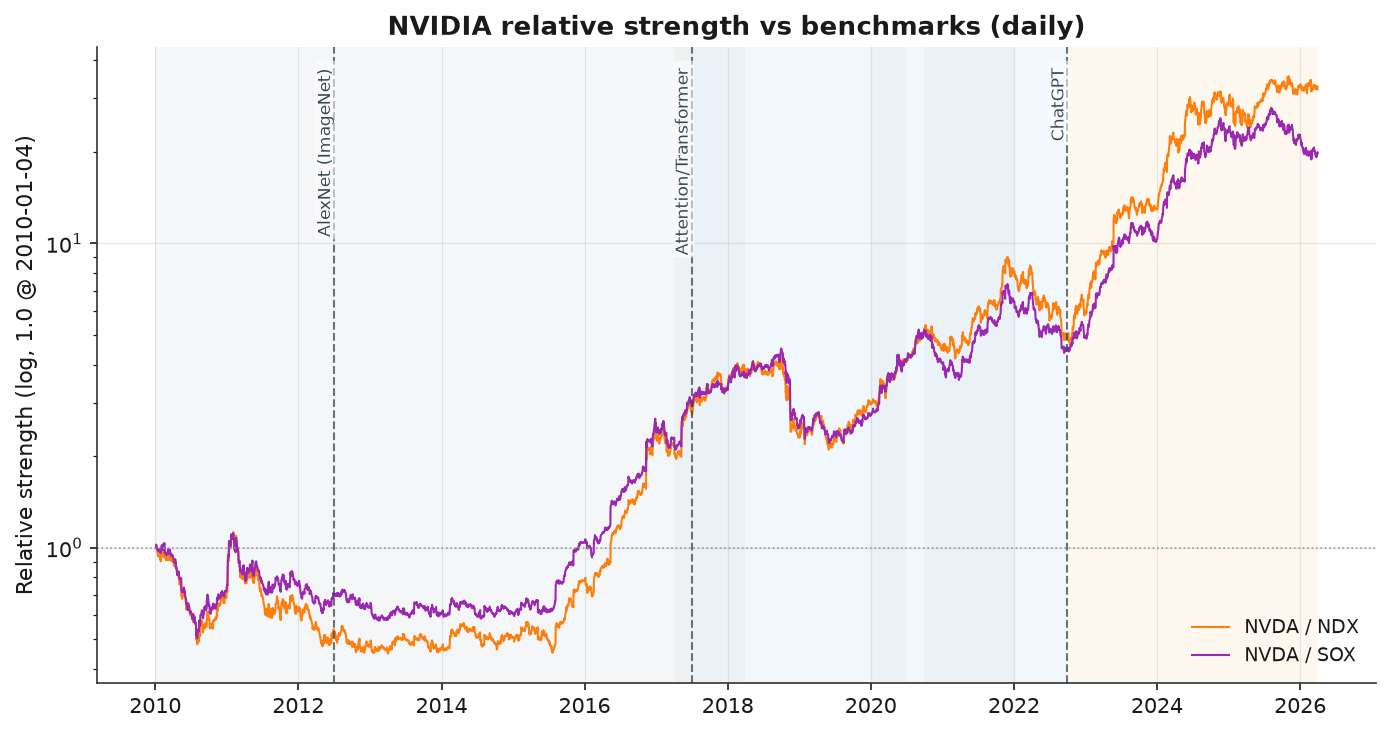 NVIDIA relative strength vs benchmarks (daily)
Relative strength (log, 1.0 @ 2010-01-04)
10¹
10⁰
AlexNet (ImageNet)
Attention/Transformer
ChatGPT
NVDA / NDX
NVDA / SOX
2010 2012 2014 2016 2018 2020 2022 2024 2026